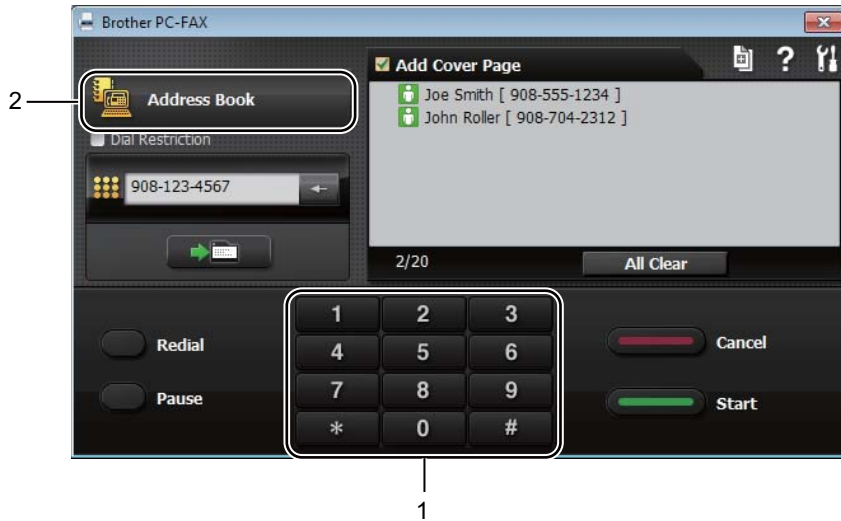 Brother PC-FAX
Add Cover Page
?
2
Address Book
Joe Smith [ 908-555-1234 ]
John Roller [ 908-704-2312 ]
Dial Restriction
908-123-4567
2/20
All Clear
1 2 3
Redial
4 5 6
Cancel
7 8 9
Pause
Start
* 0 #
1